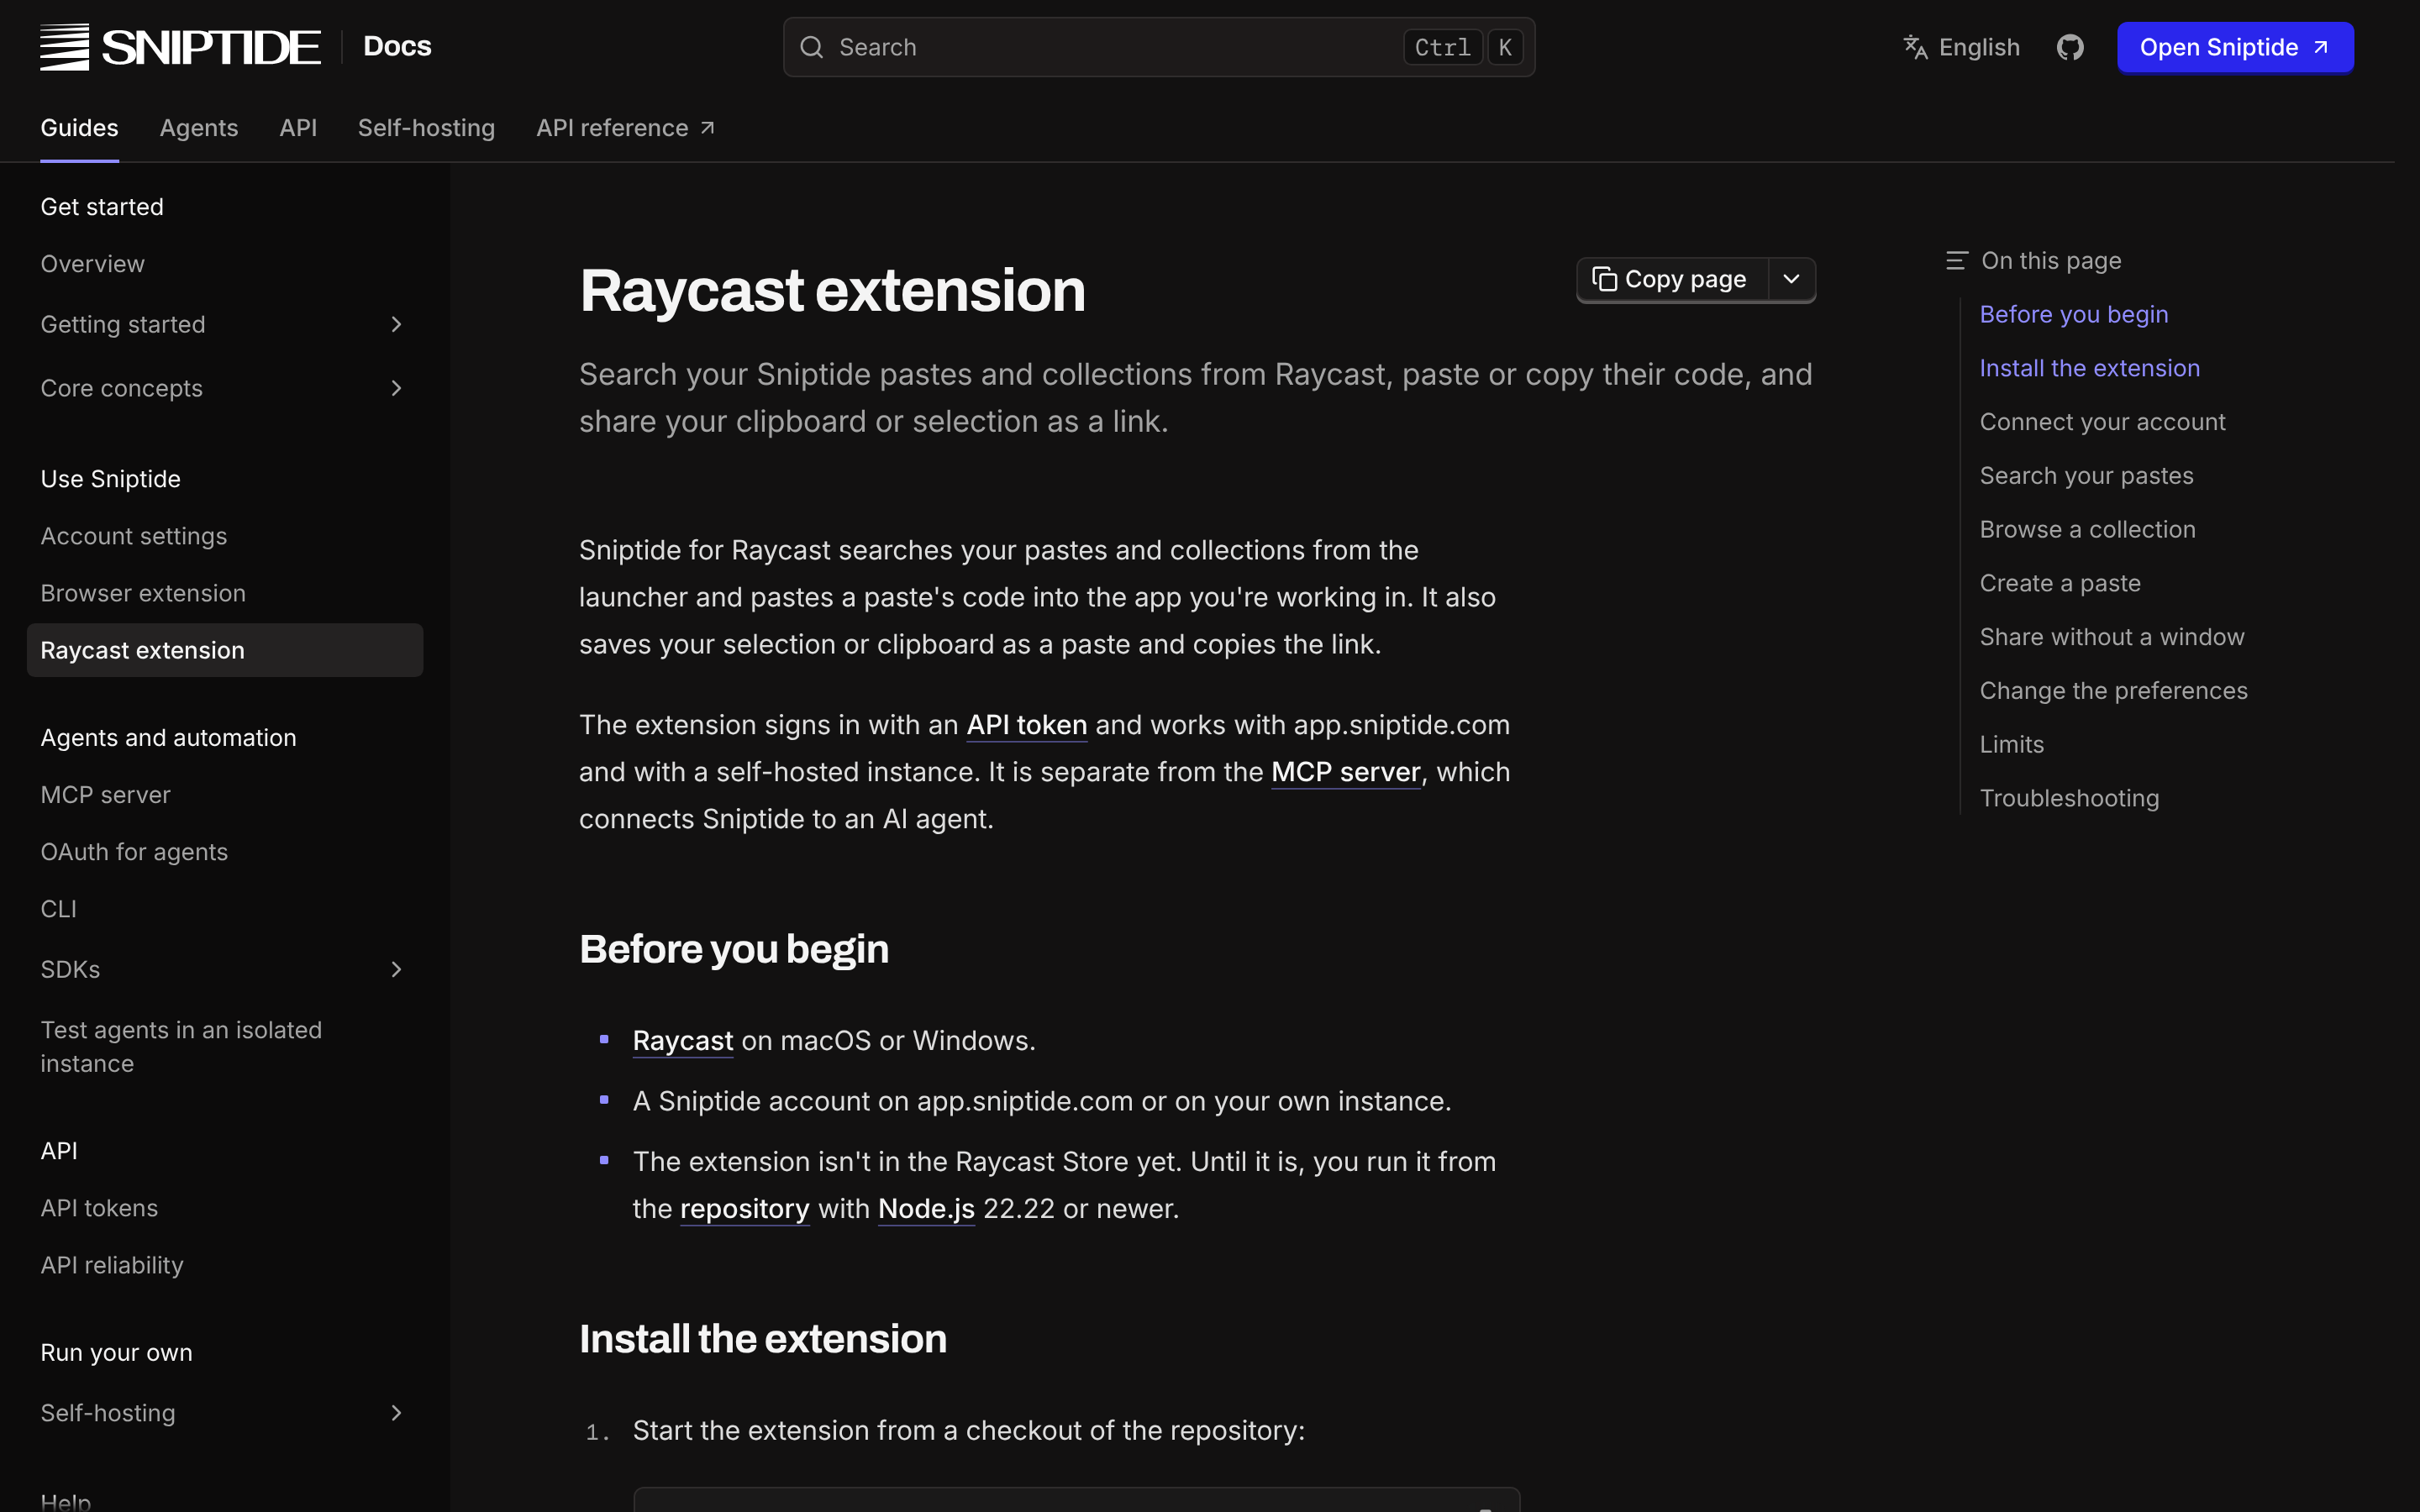 SNIPTIDE Docs
Search Ctrl K
English
Open Sniptide
Guides Agents API Self-hosting API reference
Get started
Overview
Getting started
Core concepts
Use Sniptide
Account settings
Browser extension
Raycast extension
Agents and automation
MCP server
OAuth for agents
CLI
SDKs
Test agents in an isolated
instance
API
API tokens
API reliability
Run your own
Self-hosting
Help
Raycast extension
Copy page
Search your Sniptide pastes and collections from Raycast, paste or copy their code, and
share your clipboard or selection as a link.
Sniptide for Raycast searches your pastes and collections from the
launcher and pastes a paste's code into the app you're working in. It also
saves your selection or clipboard as a paste and copies the link.
The extension signs in with an API token and works with app.sniptide.com
and with a self-hosted instance. It is separate from the MCP server, which
connects Sniptide to an AI agent.
Before you begin
Raycast on macOS or Windows.
A Sniptide account on app.sniptide.com or on your own instance.
The extension isn't in the Raycast Store yet. Until it is, you run it from
the repository with Node.js 22.22 or newer.
Install the extension
1. Start the extension from a checkout of the repository:
On this page
Before you begin
Install the extension
Connect your account
Search your pastes
Browse a collection
Create a paste
Share without a window
Change the preferences
Limits
Troubleshooting